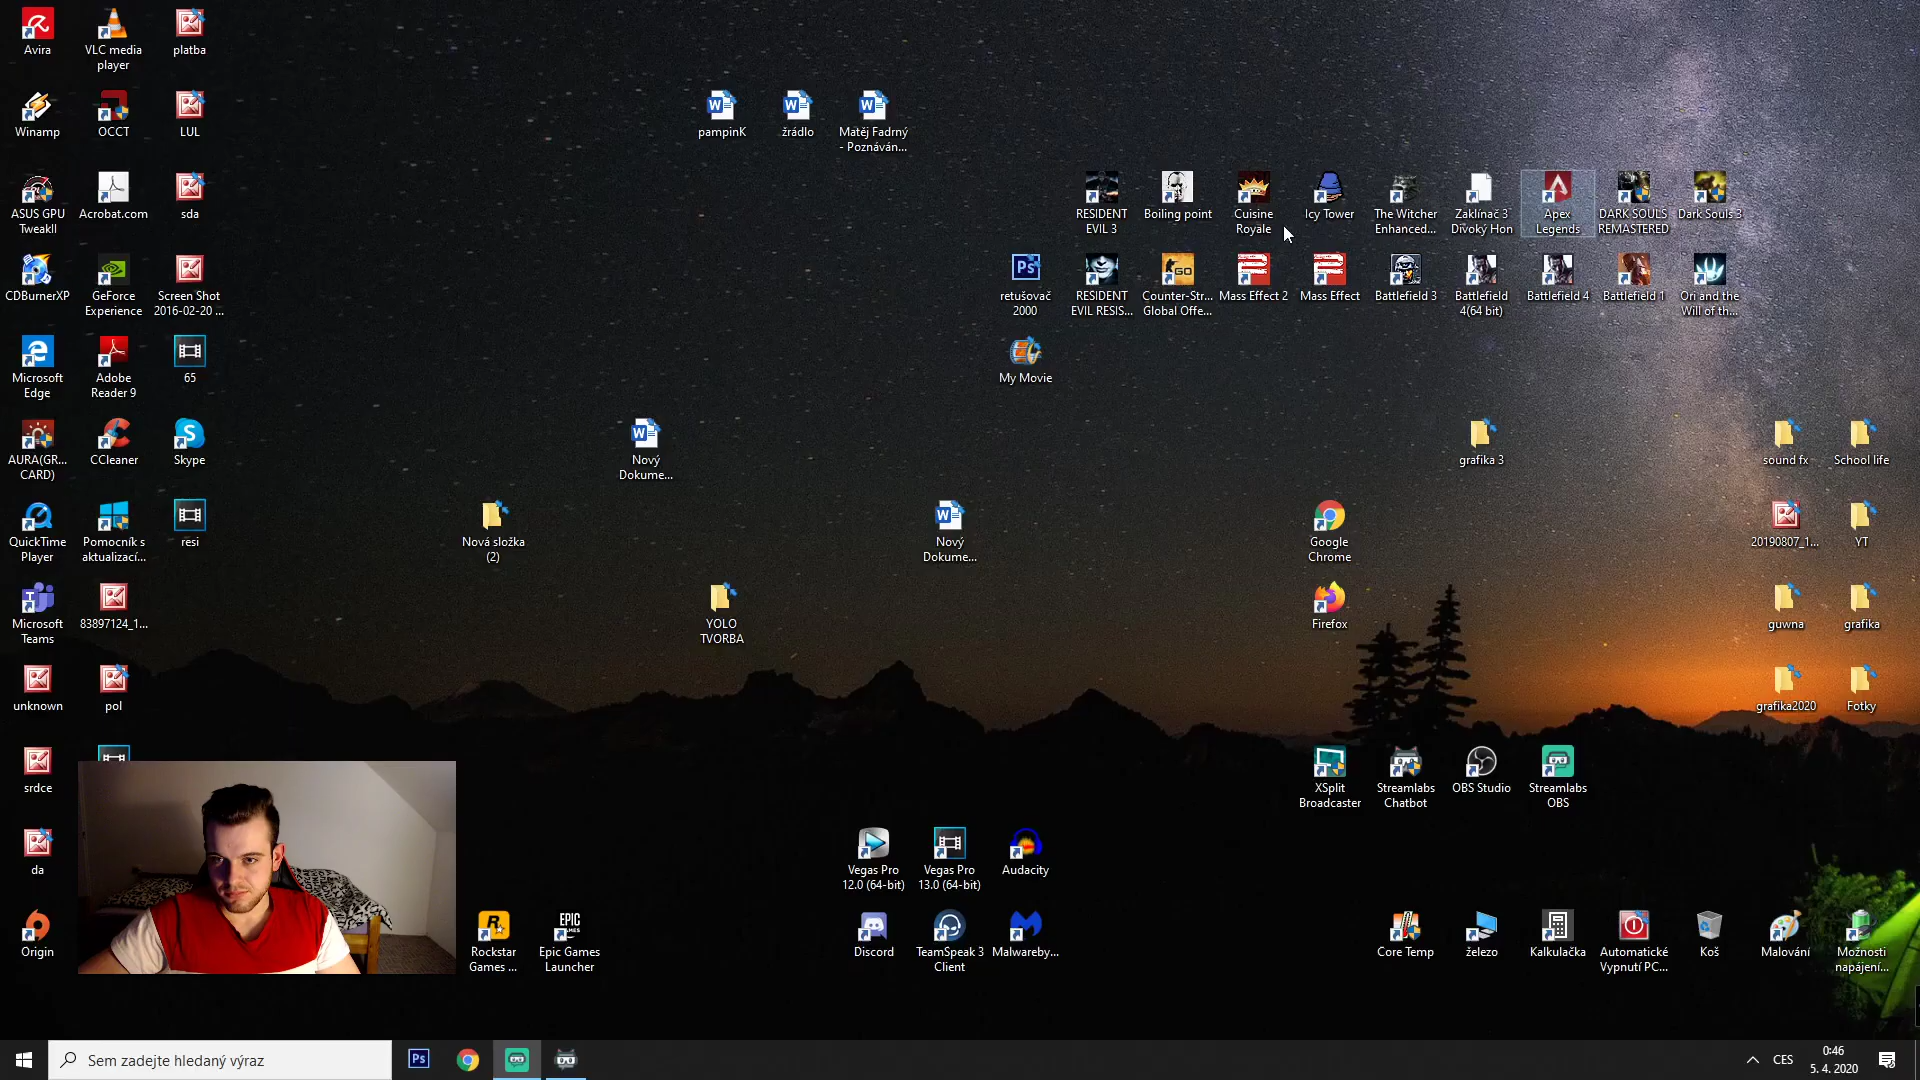 Avira
VLC media
player
platba
Winamp
OCCT
LUL
pampinK
žrádlo
Matěj Fadrný
- Poznáván...
ASUS GPU
TweakII
Acrobat.com
sda
RESIDENT
EVIL 3
Boiling point
Cuisine
Royale
Icy Tower
The Witcher
Enhanced...
Zaklínač 3
Divoký Hon
Apex
Legends
DARK SOULS
REMASTERED
Dark Souls 3
CDBurnerXP
GeForce
Experience
Screen Shot
2016-02-20 ...
Ps
retušovač
2000
RESIDENT
EVIL RESIS...
GO
Counter-Str...
Global Offe...
Mass Effect 2
Mass Effect
Battlefield 3
Battlefield
4(64 bit)
Battlefield 4
Battlefield 1
Ori and the
Will of th...
Microsoft
Edge
Adobe
Reader 9
65
My Movie
AURA(GR...
CARD)
CCleaner
Skype
Nový
Dokume...
grafika 3
sound fx
School life
QuickTime
Player
Pomocník s
aktualizací...
resi
Nová složka
(2)
Nový
Dokume...
Google
Chrome
20190807_1...
YT
Microsoft
Teams
83897124_1...
YOLO
TVORBA
Firefox
guwna
grafika
unknown
pol
grafika2020
Fotky
srdce
XSplit
Broadcaster
Streamlabs
Chatbot
OBS Studio
Streamlabs
OBS
da
Vegas Pro
12.0 (64-bit)
Vegas Pro
13.0 (64-bit)
Audacity
Origin
Rockstar
Games ...
EPIC
GAMES
Epic Games
Launcher
Discord
TeamSpeak 3
Client
Malwareby...
Core Temp
železo
Kalkulačka
Automatické
Vypnutí PC...
Koš
Malování
Možnosti
napájení...
Sem zadejte hledaný výraz
Ps
CES
0:46
5. 4. 2020